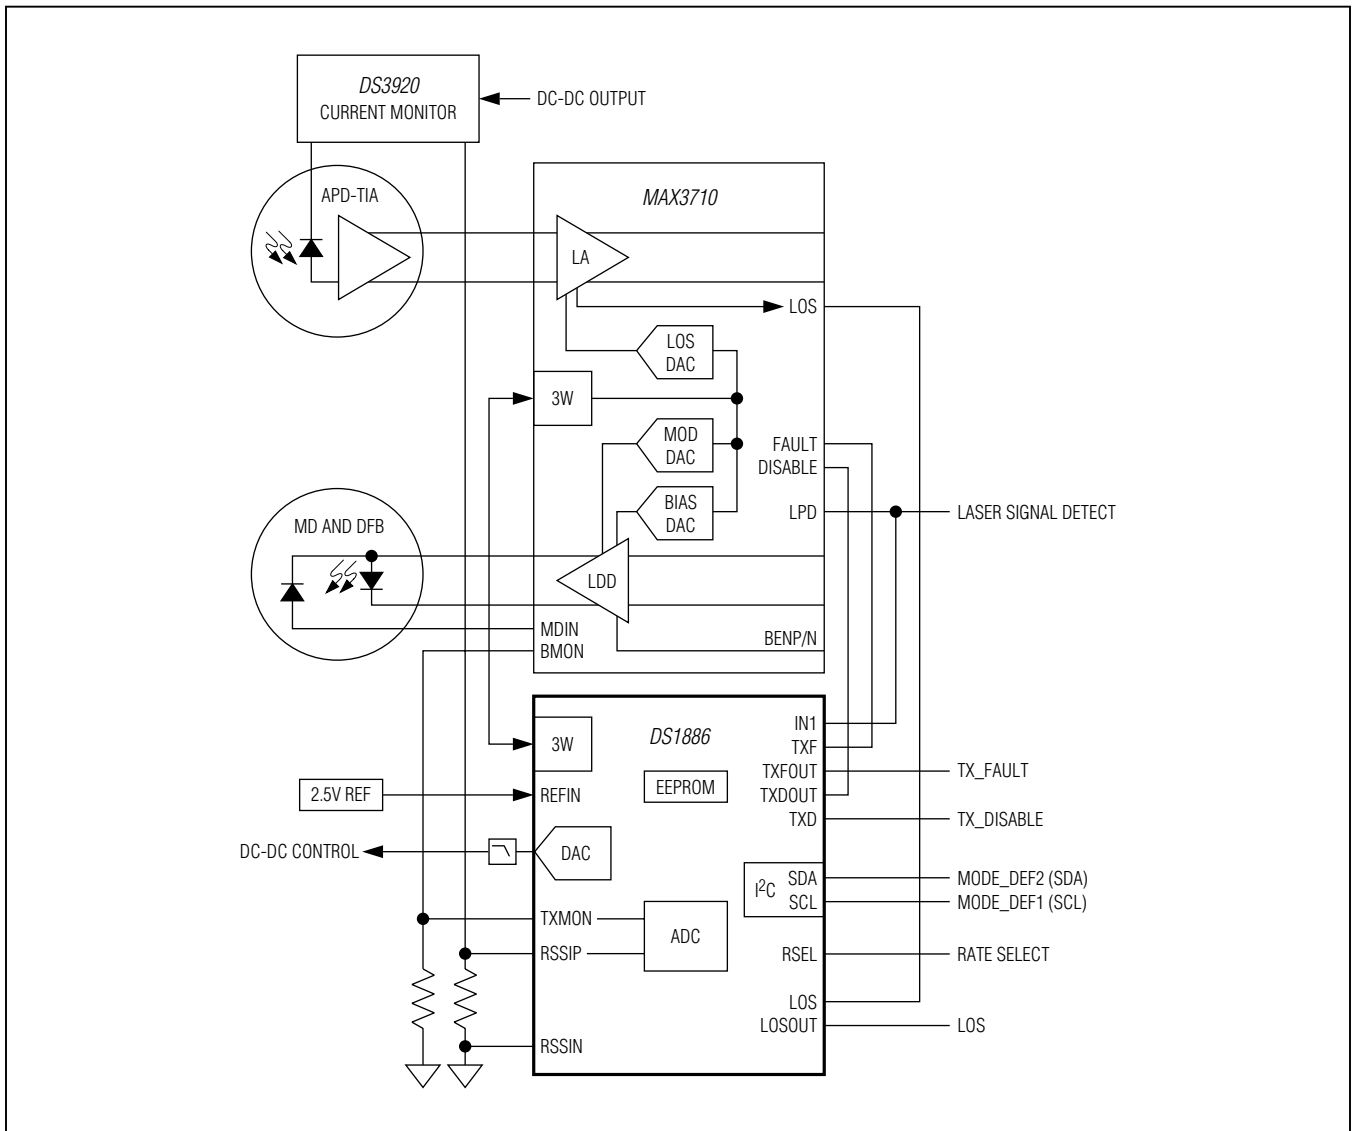 DS3920
CURRENT MONITOR
DC-DC OUTPUT
APD-TIA
MAX3710
LA
LOS
LOS
DAC
3W
MOD
DAC
FAULT
DISABLE
BIAS
DAC
LPD
LASER SIGNAL DETECT
MD AND DFB
LDD
MDIN
BMON
BENP/N
3W
DS1886
IN1
TXF
EEPROM
TXFOUT
TX_FAULT
2.5V REF
REFIN
TXDOUT
TXD
TX_DISABLE
DC-DC CONTROL
DAC
I²C
SDA
MODE_DEF2 (SDA)
SCL
MODE_DEF1 (SCL)
TXMON
ADC
RSSIP
RSEL
RATE SELECT
LOS
LOSOUT
LOS
RSSIN